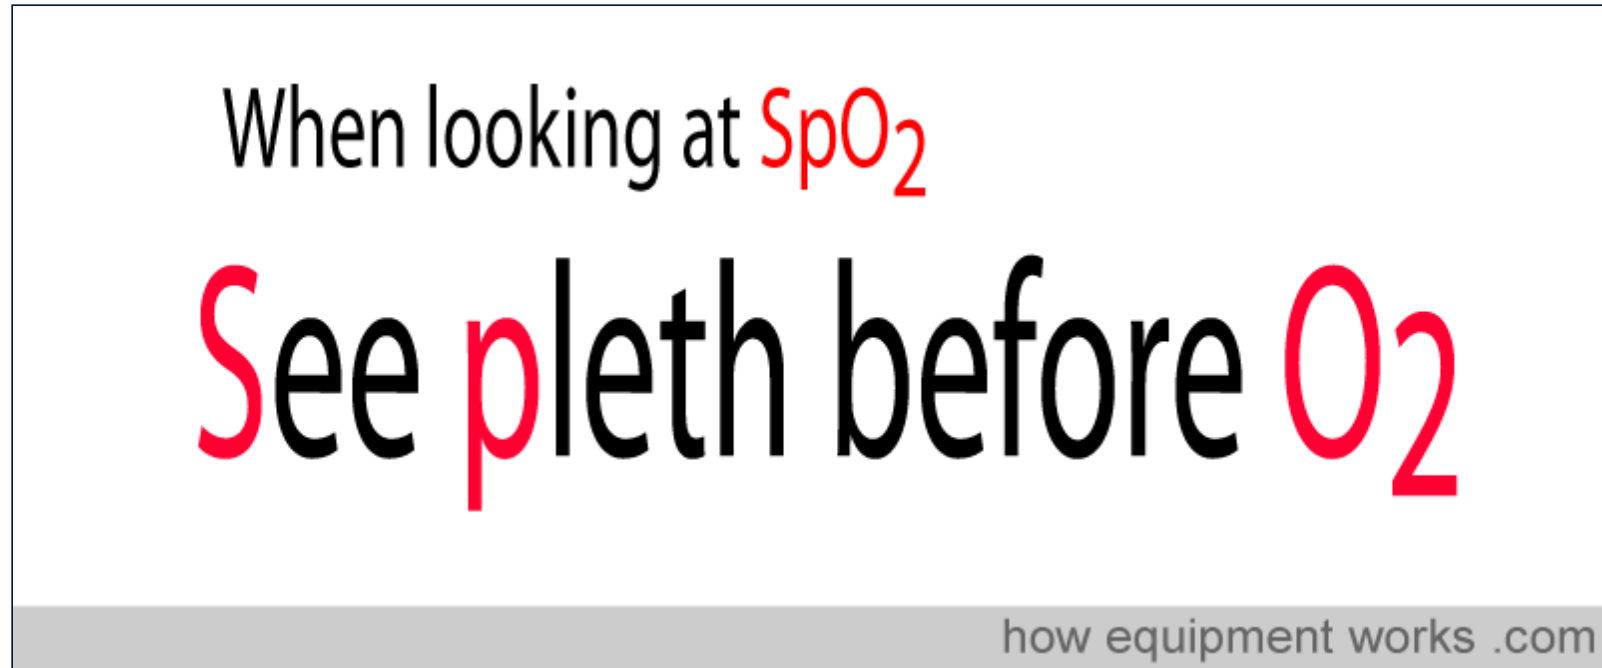 When looking at SpO₂
See pleth before O₂
how equipment works .com